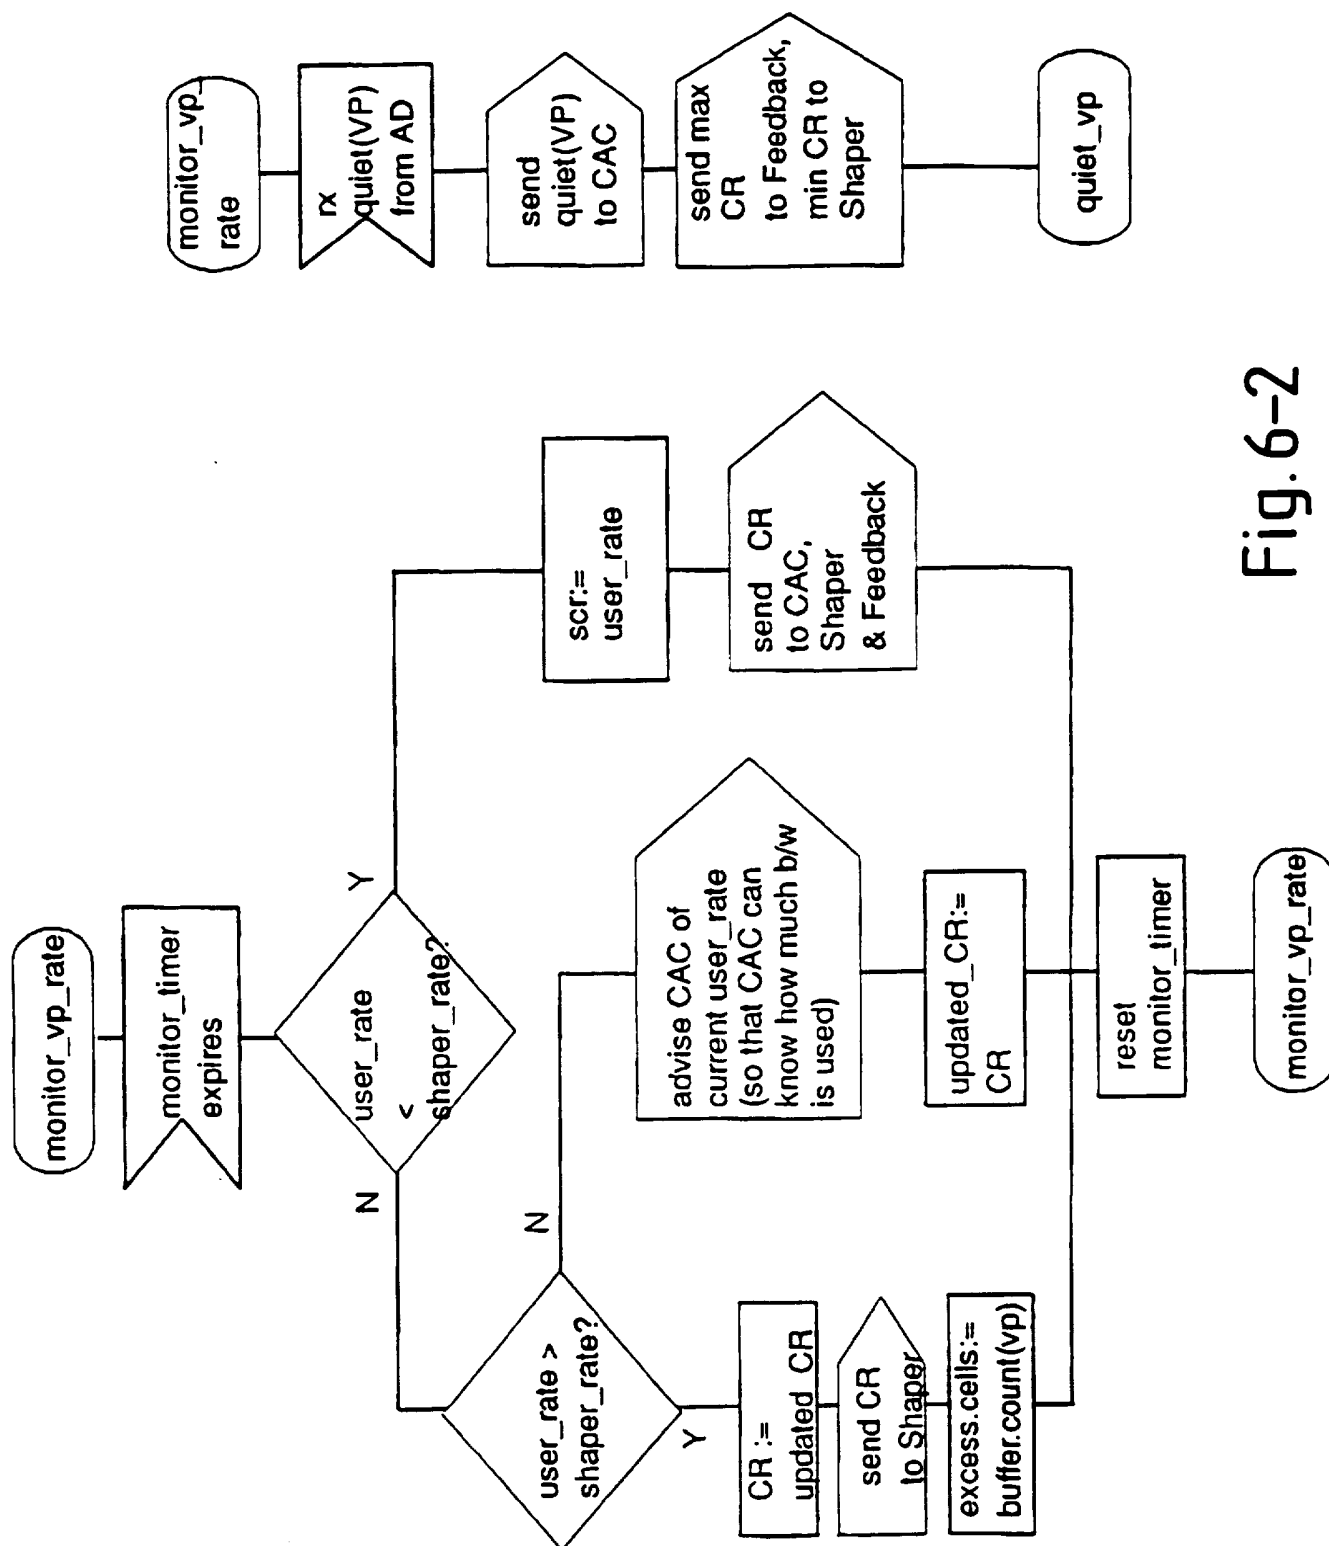 monitor_vp_rate
monitor_timer
expires
user_rate
<
shaper_rate?
N
Y
user_rate >
shaper_rate?
N
Y
CR :=
updated_CR
send CR
to Shaper
excess.cells:=
buffer.count(vp)
advise CAC of
current user_rate
(so that CAC can
know how much b/w
is used)
updated_CR:=
CR
scr:=
user_rate
send CR
to CAC,
Shaper
& Feedback
reset
monitor_timer
monitor_vp_rate
monitor_vp_
rate
rx
quiet(VP)
from AD
send
quiet(VP)
to CAC
send max
CR
to Feedback,
min CR to
Shaper
quiet_vp
Fig.6-2